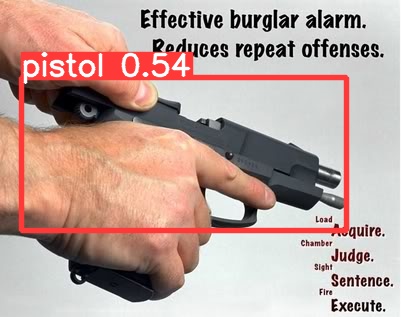 Effective burglar alarm.
Reduces repeat offenses.
pistol 0.54
Load
Acquire.
Chamber
Judge.
Sight
Sentence.
Fire
Execute.